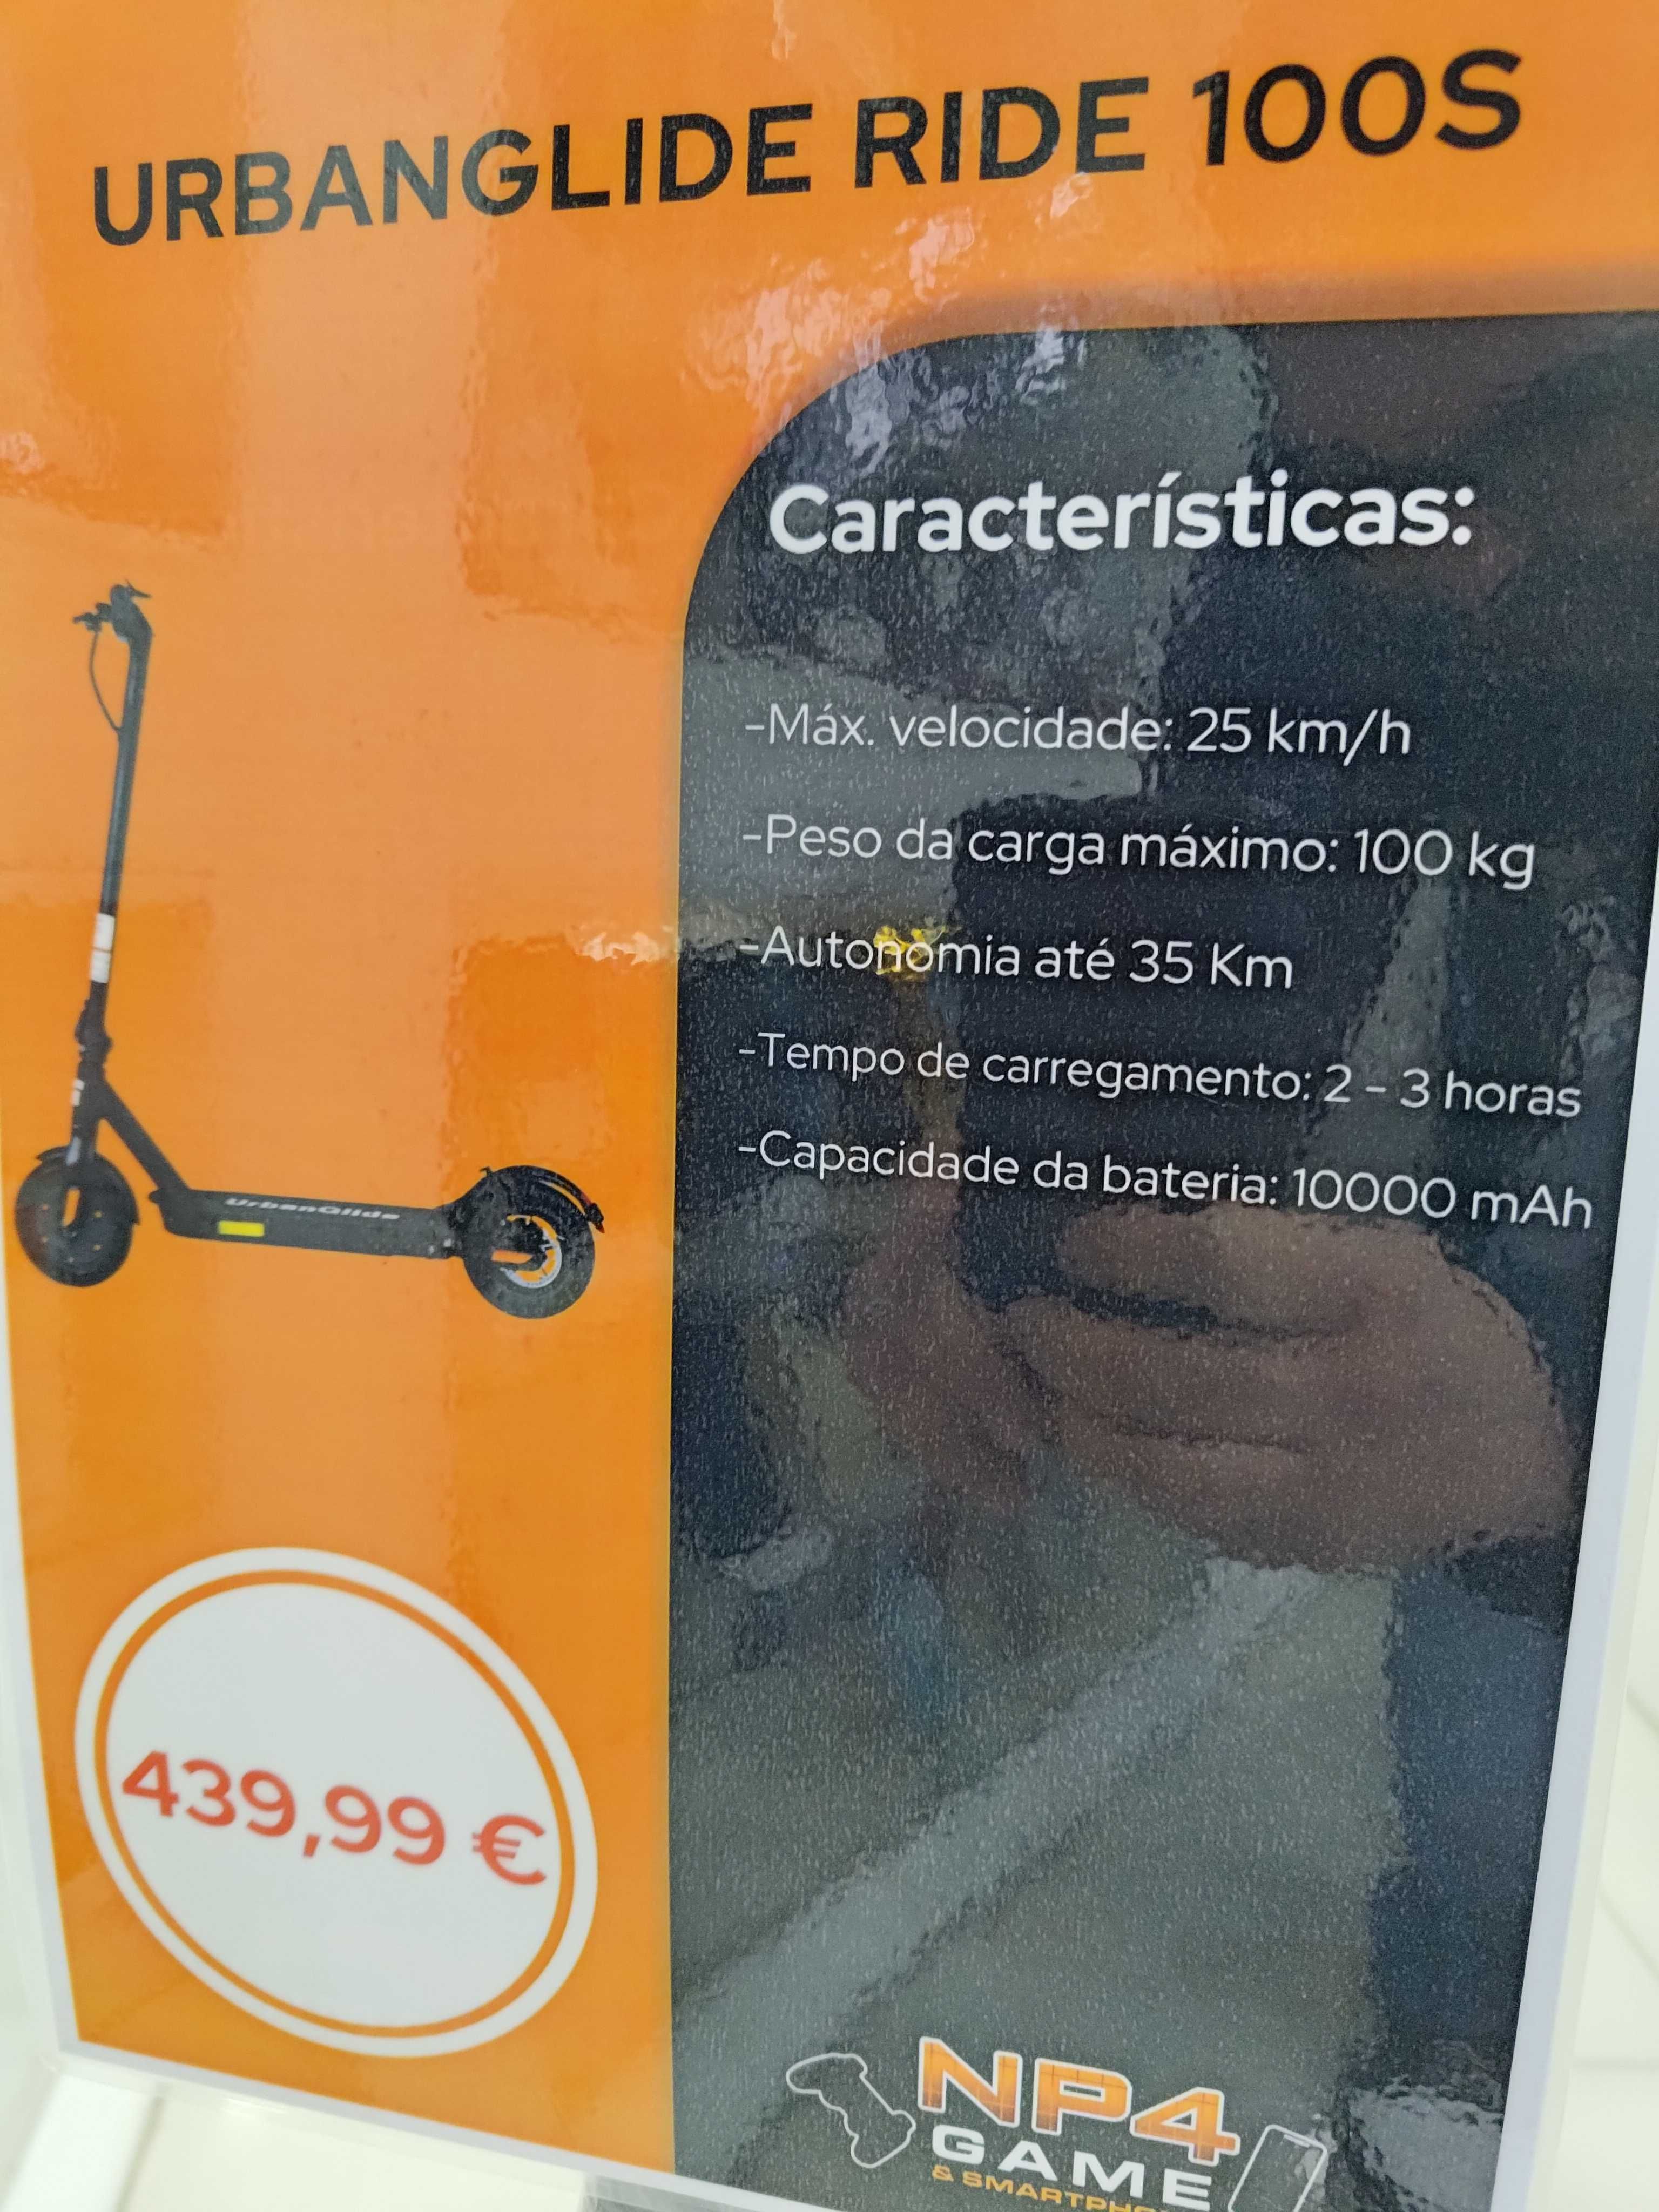 URBANGLIDE RIDE 100S
Características:
-Máx. velocidade: 25 km/h
-Peso da carga máximo: 100 kg
-Autonomia até 35 Km
-Tempo de carregamento: 2 - 3 horas
-Capacidade da bateria: 10000 mAh
UrbanGlide
439,99 €
NP4
GAME